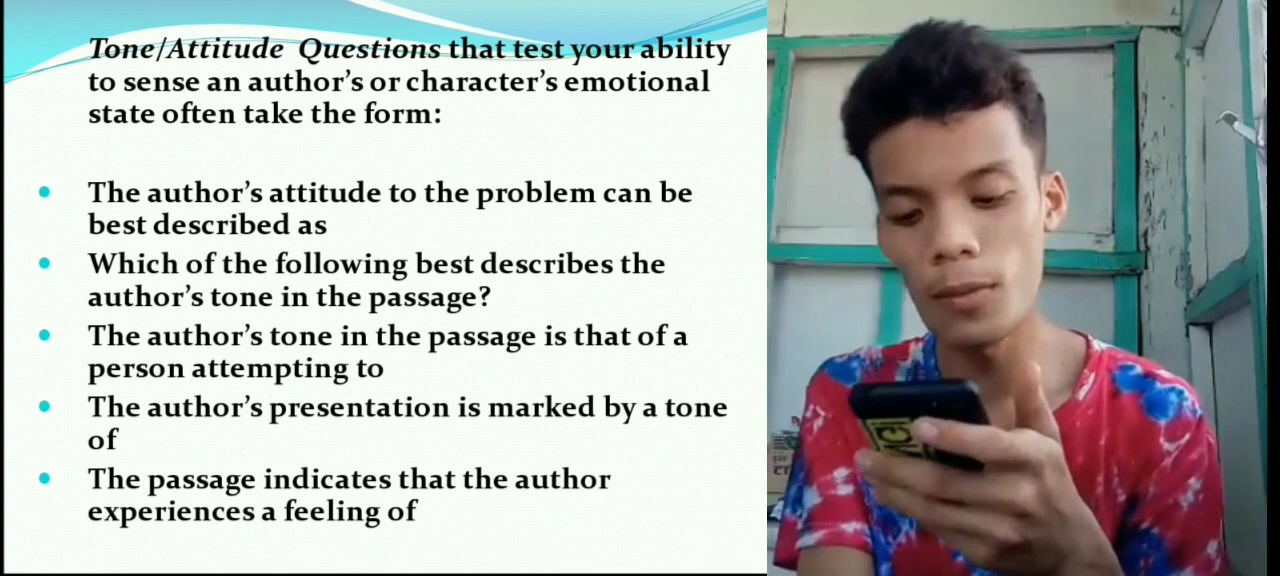 Tone/Attitude Questions that test your ability
to sense an author's or character's emotional
state often take the form:
• The author's attitude to the problem can be
best described as
• Which of the following best describes the
author's tone in the passage?
• The author's tone in the passage is that of a
person attempting to
• The author's presentation is marked by a tone
of
• The passage indicates that the author
experiences a feeling of